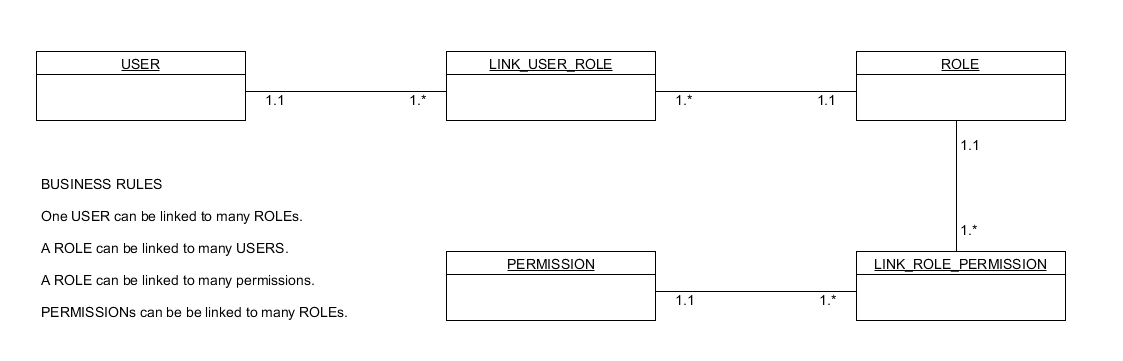 USER
LINK_USER_ROLE
ROLE
1.1
1.*
1.*
1.1
1.1
1.*
BUSINESS RULES
One USER can be linked to many ROLEs.
A ROLE can be linked to many USERS.
A ROLE can be linked to many permissions.
PERMISSIONs can be be linked to many ROLEs.
PERMISSION
LINK_ROLE_PERMISSION
1.1
1.*